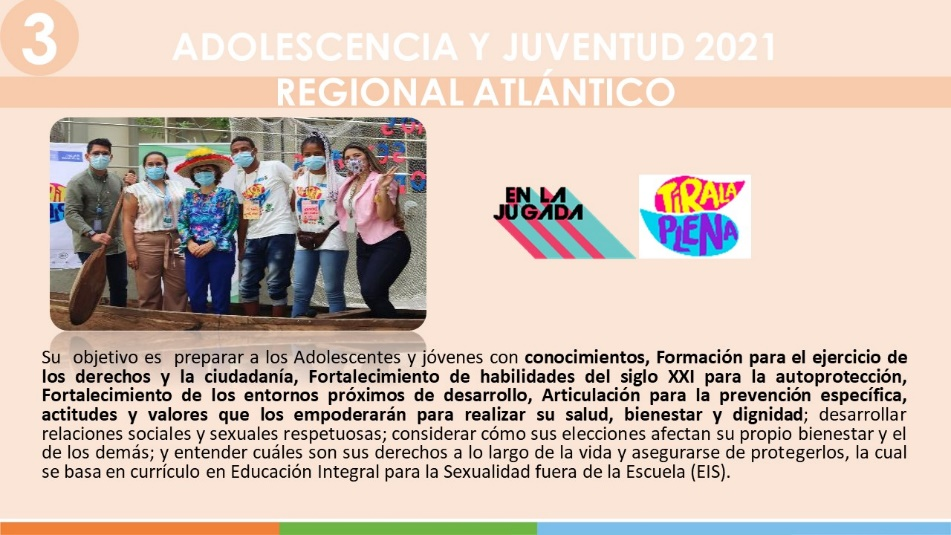 3
ADOLESCENCIA Y JUVENTUD 2021
REGIONAL ATLÁNTICO
EN LA
JUGADA
TiRALA
PLENA
Su objetivo es preparar a los Adolescentes y jóvenes con conocimientos, Formación para el ejercicio de
los derechos y la ciudadanía, Fortalecimiento de habilidades del siglo XXI para la autoprotección,
Fortalecimiento de los entornos próximos de desarrollo, Articulación para la prevención específica,
actitudes y valores que los empoderarán para realizar su salud, bienestar y dignidad; desarrollar
relaciones sociales y sexuales respetuosas; considerar cómo sus elecciones afectan su propio bienestar y el
de los demás; y entender cuáles son sus derechos a lo largo de la vida y asegurarse de protegerlos, la cual
se basa en currículo en Educación Integral para la Sexualidad fuera de la Escuela (EIS).